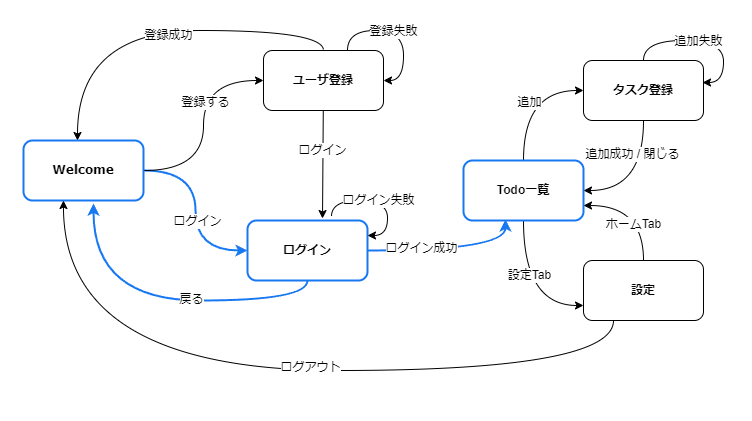 登録成功
登録失敗
ユーザ登録
登録する
追加失敗
タスク登録
追加
ログイン
追加成功 / 閉じる
Welcome
Todo一覧
ログイン失敗
ログイン
ホームTab
ログイン
ログイン成功
設定Tab
設定
戻る
ログアウト